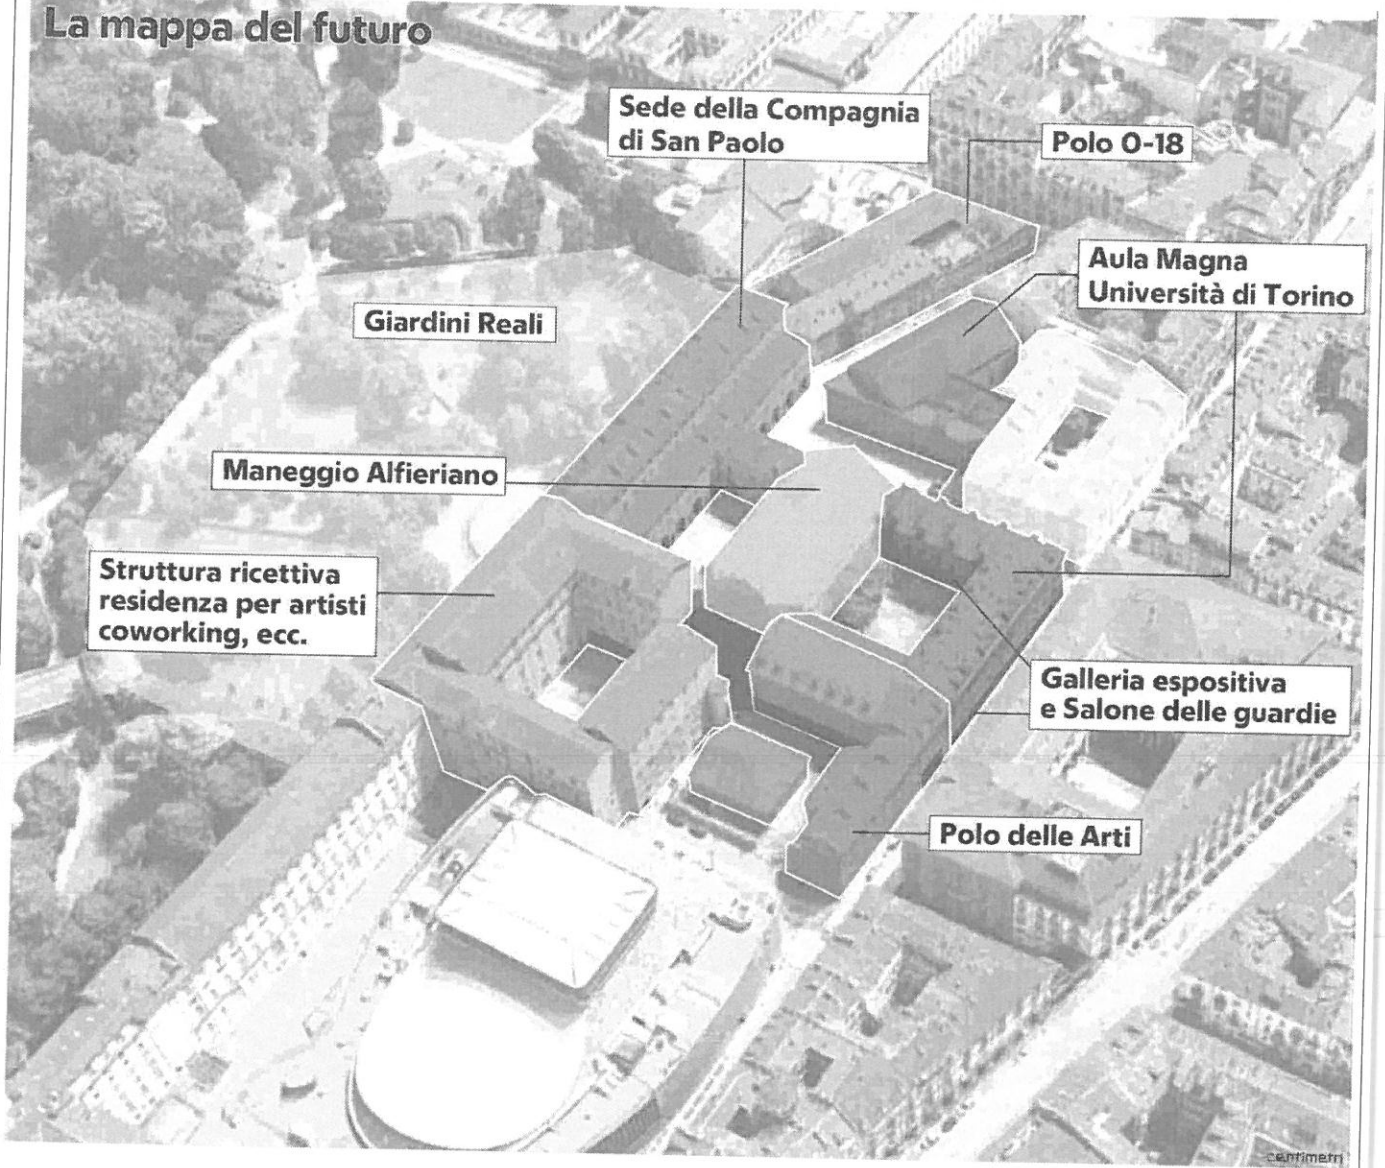 La mappa del futuro
Sede della Compagnia
di San Paolo
Polo 0-18
Aula Magna
Università di Torino
Giardini Reali
Maneggio Alfieriano
Struttura ricettiva
residenza per artisti
coworking, ecc.
Galleria espositiva
e Salone delle guardie
Polo delle Arti
centimetri